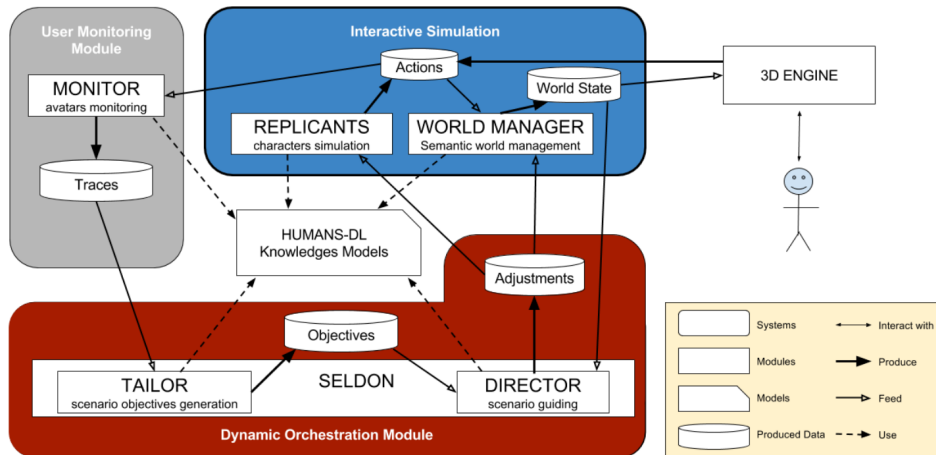 User Monitoring
Module
MONITOR
avatars monitoring
Traces
Interactive Simulation
Actions
World State
REPLICANTS
characters simulation
WORLD MANAGER
Semantic world management
3D ENGINE
HUMANS-DL
Knowledges Models
Adjustments
Objectives
TAILOR
scenario objectives generation
SELDON
DIRECTOR
scenario guiding
Dynamic Orchestration Module
Systems
Interact with
Modules
Produce
Models
Feed
Produced Data
Use